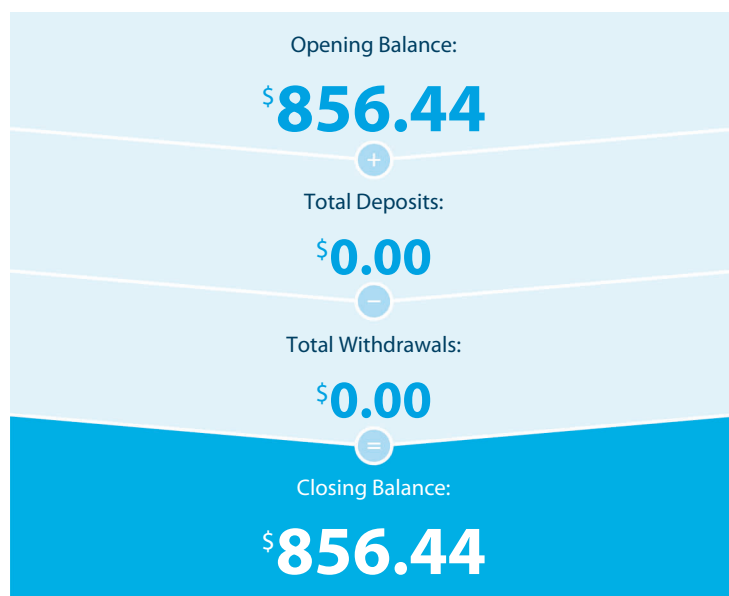 Opening Balance:
$856.44
+
Total Deposits:
$0.00
−
Total Withdrawals:
$0.00
=
Closing Balance:
$856.44